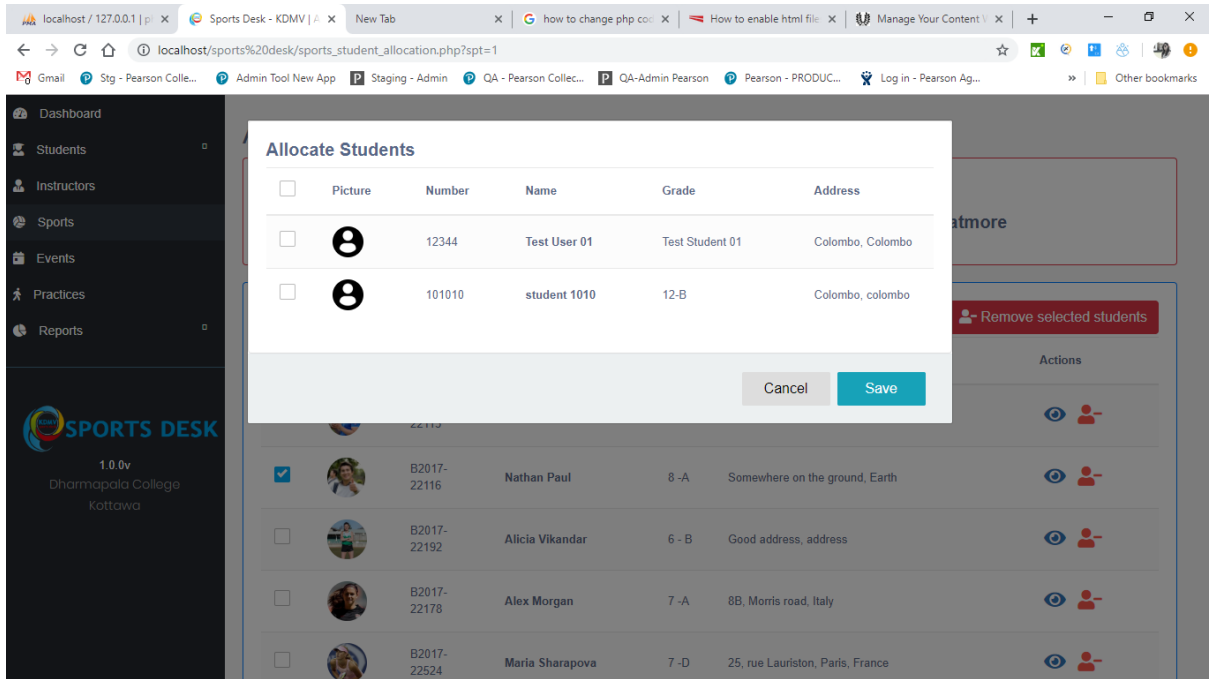 localhost / 127.0.0.1 | p
Sports Desk - KDMV | A
New Tab
how to change php coo
How to enable html file
Manage Your Content W
localhost/sports%20desk/sports_student_allocation.php?spt=1
Gmail
Stg - Pearson Colle...
Admin Tool New App
Staging - Admin
QA - Pearson Collec...
QA-Admin Pearson
Pearson - PRODUC...
Log in - Pearson Ag...
»
Other bookmarks
Dashboard
Students
Instructors
Sports
Events
Practices
Reports
KDMV
SPORTS DESK
1.0.0v
Dharmapala College
Kottawa
Allocate Students
Picture Number Name Grade Address
12344 Test User 01 Test Student 01 Colombo, Colombo
101010 student 1010 12-B Colombo, colombo
Cancel Save
atmore
Remove selected students
Actions
22115
B2017-
22116
Nathan Paul 8 -A Somewhere on the ground, Earth
B2017-
22192
Alicia Vikandar 6 - B Good address, address
B2017-
22178
Alex Morgan 7 -A 8B, Morris road, Italy
B2017-
22524
Maria Sharapova 7 -D 25, rue Lauriston, Paris, France